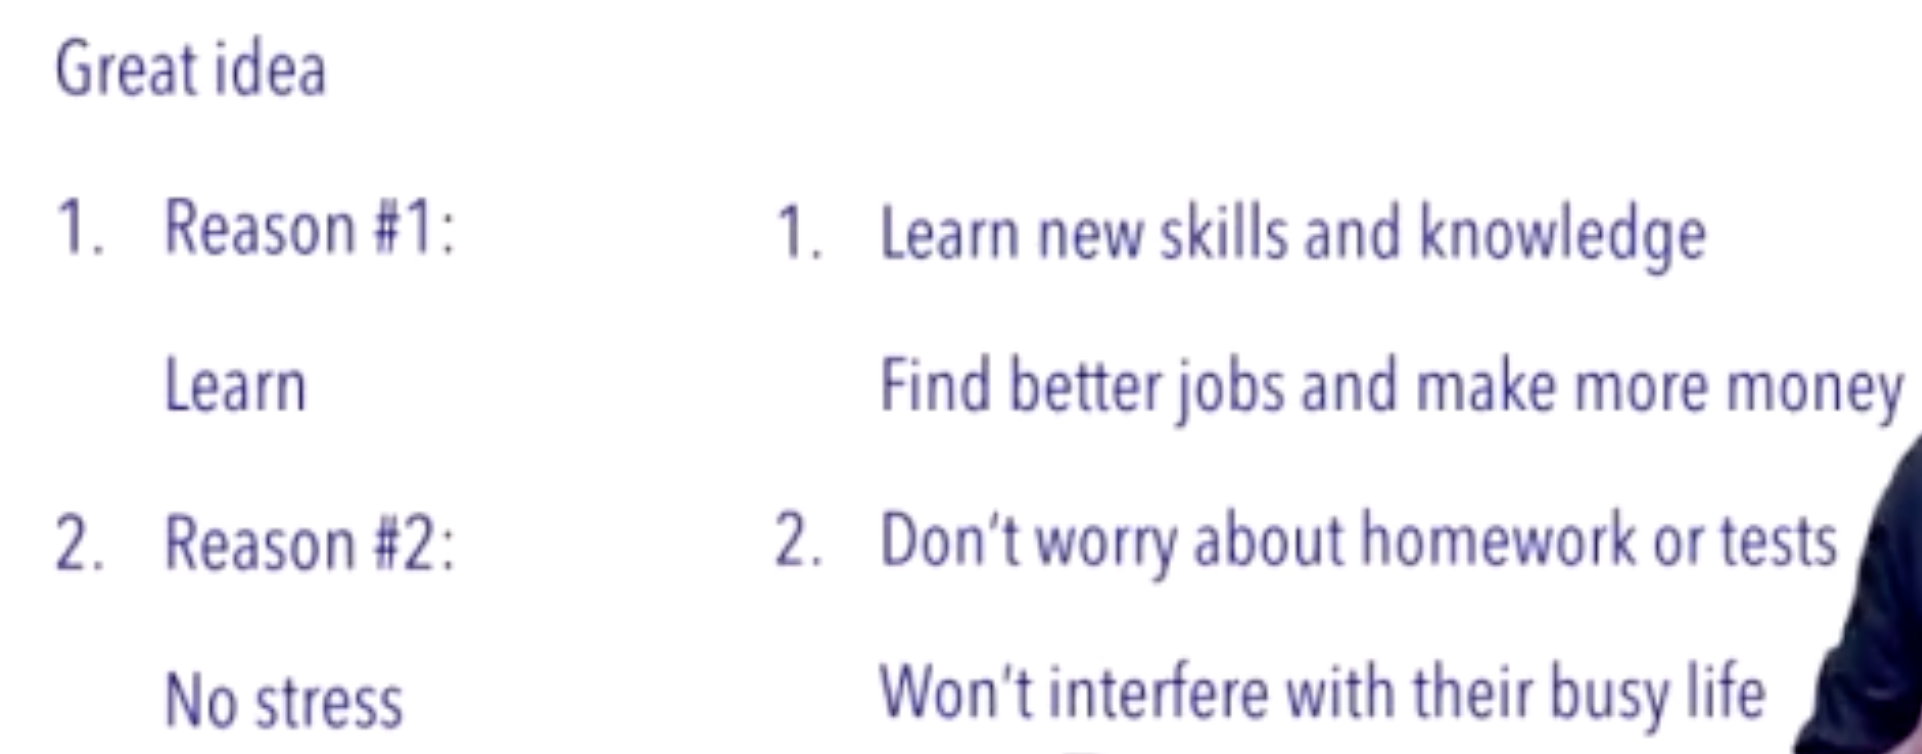 Great idea
1. Reason #1:
Learn
2. Reason #2:
No stress
1. Learn new skills and knowledge
Find better jobs and make more money
2. Don't worry about homework or tests
Won't interfere with their busy life